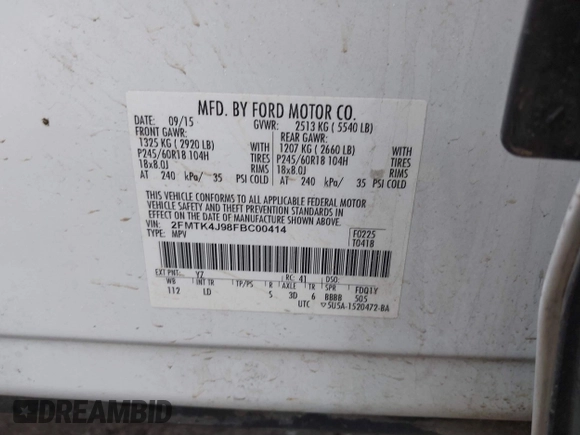 MFD. BY FORD MOTOR CO.
DATE: 09/15 GVWR: 2513 KG ( 5540 LB)
FRONT GAWR: REAR GAWR:
1325 KG ( 2920 LB) WITH 1207 KG ( 2660 LB) WITH
P245/60R18 104H TIRES P245/60R18 104H TIRES
18x8.0J RIMS 18x8.0J RIMS
AT 240 kPa/ 35 PSI COLD AT 240 kPa/ 35 PSI COLD
THIS VEHICLE CONFORMS TO ALL APPLICABLE FEDERAL MOTOR
VEHICLE SAFETY AND THEFT PREVENTION STANDARDS IN
EFFECT ON THE DATE OF MANUFACTURE SHOWN ABOVE.
VIN: 2FMTK4J98FBC00414 F0225
TYPE: MPV T0418
EXT PNT: YZ RC: 41 DSO:
WB INT TR TP/PS R AXLE TR SPR FDQ1Y
112 LD 5 3D 6 BBBB 505
UTC 5U5A-1520472-BA
DREAMBID